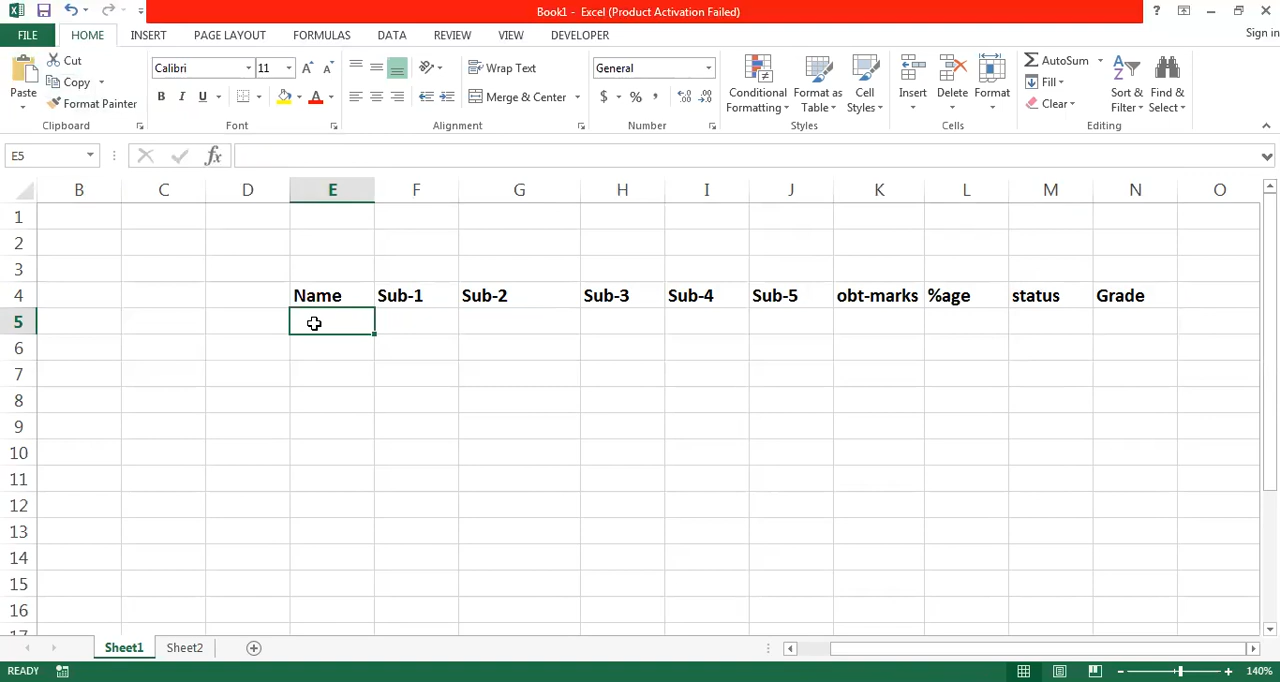 Book1 - Excel (Product Activation Failed)
?
FILE HOME INSERT PAGE LAYOUT FORMULAS DATA REVIEW VIEW DEVELOPER Sign in
Paste
Cut
Copy
Format Painter
Clipboard
Calibri 11
B I U
Font
Wrap Text
Merge & Center
Alignment
General
$ % ,
Number
Conditional Formatting
Format as Table
Cell Styles
Styles
Insert
Delete
Format
Cells
AutoSum
Fill
Clear
Sort & Filter
Find & Select
Editing
E5
fx
B C D E F G H I J K L M N O
1
2
3
4 Name Sub-1 Sub-2 Sub-3 Sub-4 Sub-5 obt-marks %age status Grade
5
6
7
8
9
10
11
12
13
14
15
16
17
Sheet1 Sheet2
READY 140%